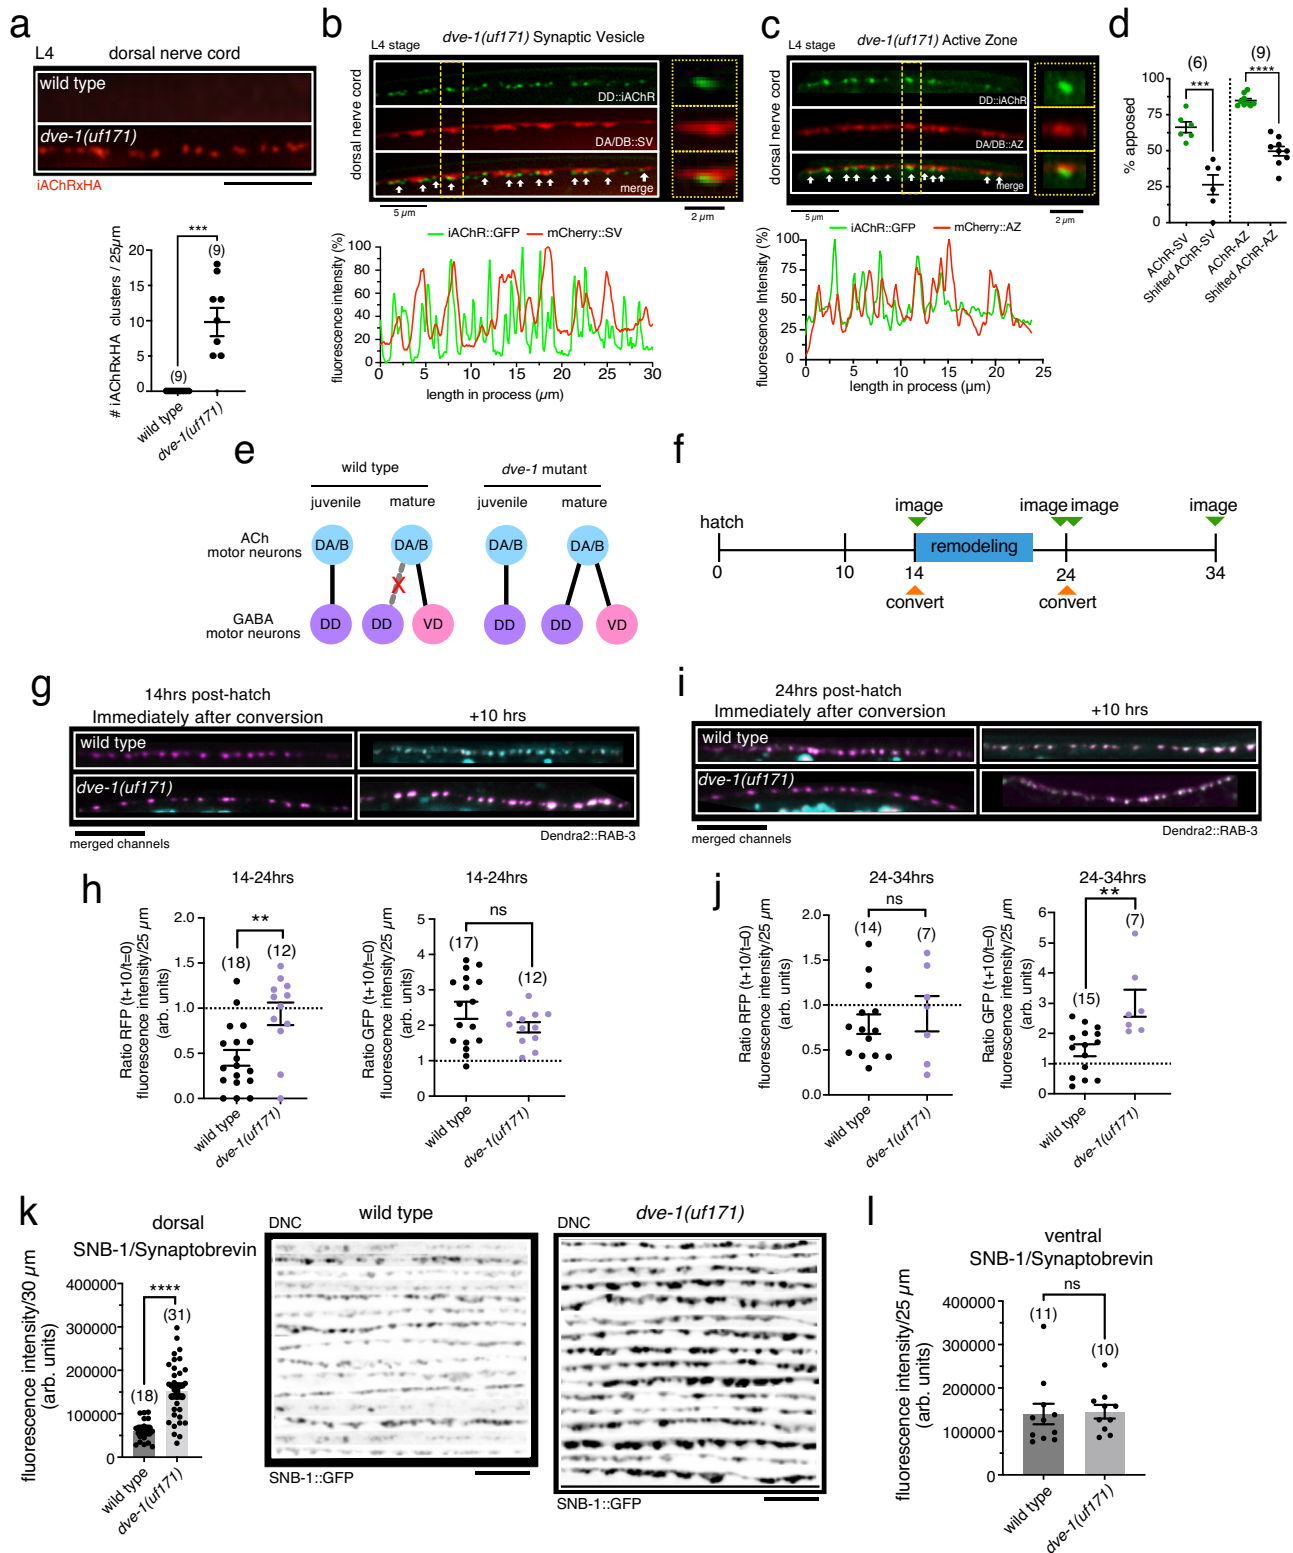 a
L4 dorsal nerve cord
wild type
dve-1(uf171)
iAChRxHA
# iAChRxHA clusters / 25µm
20
15
10
5
0
***
(9)
(9)
wild type
dve-1(uf171)
b
L4 stage
dve-1(uf171) Synaptic Vesicle
dorsal nerve cord
DD::iAChR
DA/DB::SV
merge
5 µm
2 µm
iAChR::GFP
mCherry::SV
fluorescence intensity (%)
100
80
60
40
20
0
0 5 10 15 20 25 30
length in process (µm)
c
L4 stage
dve-1(uf171) Active Zone
dorsal nerve cord
DD::iAChR
DA/DB::AZ
merge
5 µm
2 µm
iAChR::GFP
mCherry::AZ
fluorescence Intensity (%)
100
75
50
25
0
0 5 10 15 20 25
length in process (µm)
d
(6) (9)
*** ****
% apposed
100
75
50
25
0
AChR-SV
Shifted AChR-SV
AChR-AZ
Shifted AChR-AZ
e
wild type
dve-1 mutant
juvenile mature juvenile mature
ACh
motor neurons
DA/B DA/B DA/B DA/B
X
GABA
motor neurons
DD DD VD DD DD VD
f
image image image image
hatch
remodeling
0 10 14 24 34
convert convert
g
14hrs post-hatch
Immediately after conversion
+10 hrs
wild type
dve-1(uf171)
merged channels
Dendra2::RAB-3
h
14-24hrs
Ratio RFP (t+10/t=0)
fluorescence intensity/25 µm
(arb. units)
2.0
1.5
1.0
0.5
0.0
**
(18)
(12)
wild type
dve-1(uf171)
14-24hrs
Ratio GFP (t+10/t=0)
fluorescence intensity/25 µm
(arb. units)
5
4
3
2
1
0
ns
(17)
(12)
wild type
dve-1(uf171)
i
24hrs post-hatch
Immediately after conversion
+10 hrs
wild type
dve-1(uf171)
merged channels
Dendra2::RAB-3
j
24-34hrs
Ratio RFP (t+10/t=0)
fluorescence intensity/25 µm
(arb. units)
2.0
1.5
1.0
0.5
0.0
ns
(14)
(7)
wild type
dve-1(uf171)
24-34hrs
Ratio GFP (t+10/t=0)
fluorescence intensity/25 µm
(arb. units)
6
5
4
3
2
1
0
**
(15)
(7)
wild type
dve-1(uf171)
k
dorsal
SNB-1/Synaptobrevin
fluorescence intensity/30 µm
(arb. units)
400000
300000
200000
100000
0
****
(18)
(31)
wild type
dve-1(uf171)
DNC
wild type
SNB-1::GFP
DNC
dve-1(uf171)
SNB-1::GFP
l
ventral
SNB-1/Synaptobrevin
fluorescence intensity/25 µm
(arb. units)
400000
300000
200000
100000
0
ns
(11)
(10)
wild type
dve-1(uf171)